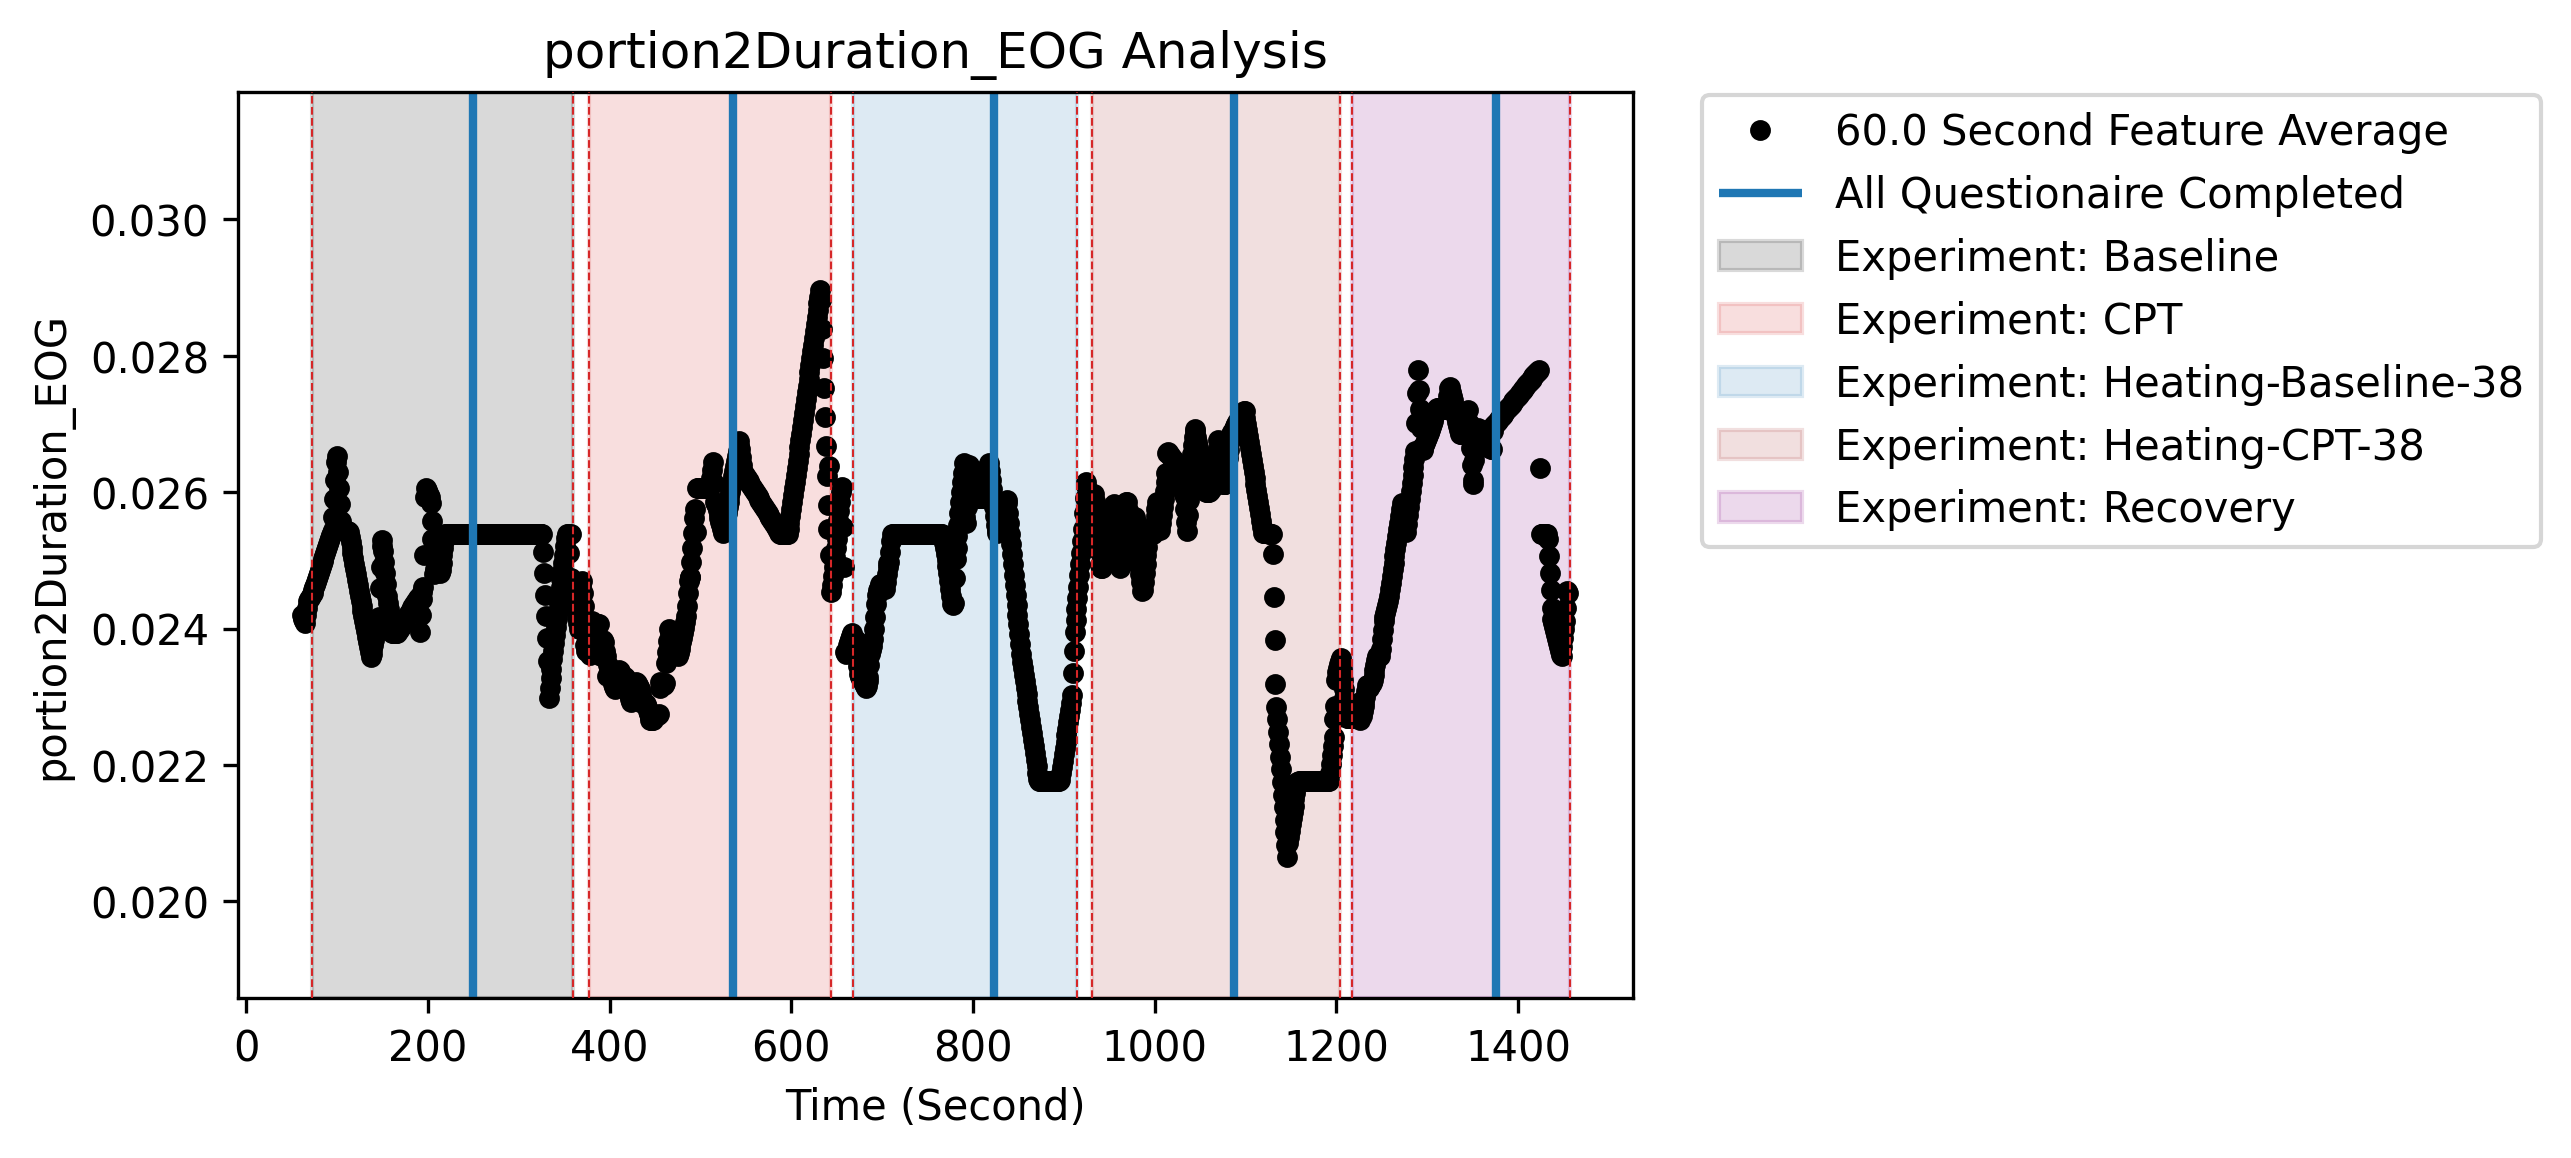 portion2Duration_EOG Analysis
portion2Duration_EOG
0.030
0.028
0.026
0.024
0.022
0.020
0 200 400 600 800 1000 1200 1400
Time (Second)
60.0 Second Feature Average
All Questionaire Completed
Experiment: Baseline
Experiment: CPT
Experiment: Heating-Baseline-38
Experiment: Heating-CPT-38
Experiment: Recovery